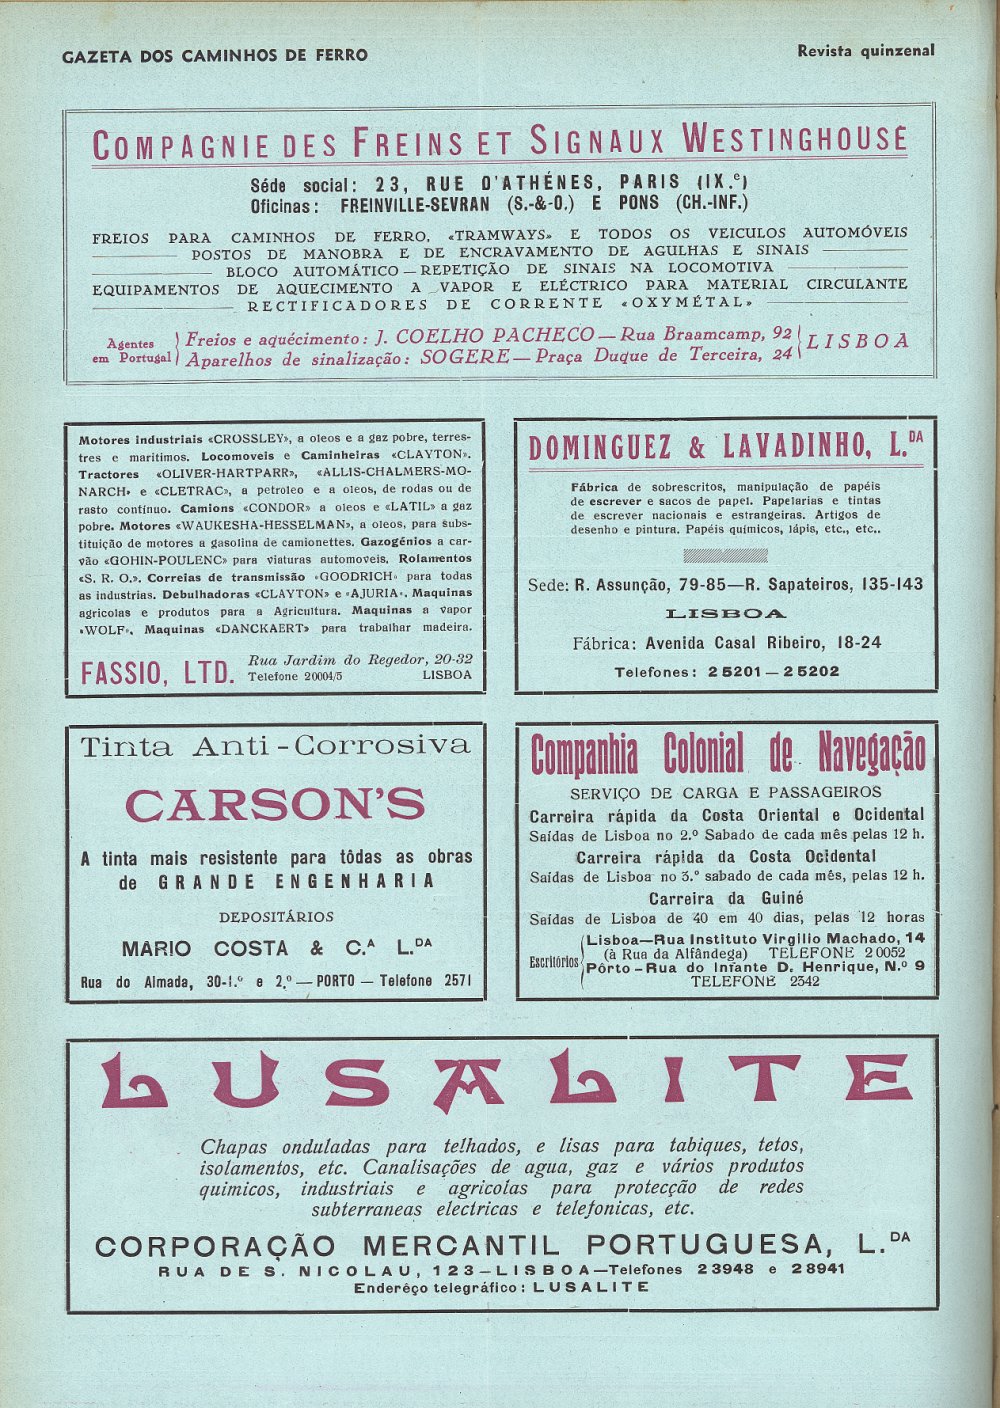 GAZETA DOS CAMINHOS DE FERRO
Revista quinzenal
COMPAGNIE DES FREINS ET SIGNAUX WESTINGHOUSE
Séde social: 23, RUE D'ATHÉNES, PARIS (IX.e)
Oficinas: FREINVILLE-SEVRAN (S.-&-O.) E PONS (CH.-INF.)
FREIOS PARA CAMINHOS DE FERRO, «TRAMWAYS» E TODOS OS VEICULOS AUTOMÓVEIS
POSTOS DE MANOBRA E DE ENCRAVAMENTO DE AGULHAS E SINAIS
BLOCO AUTOMÁTICO — REPETIÇÃO DE SINAIS NA LOCOMOTIVA
EQUIPAMENTOS DE AQUECIMENTO A VAPOR E ELÉCTRICO PARA MATERIAL CIRCULANTE
RECTIFICADORES DE CORRENTE «OXYMÉTAL»
Agentes em Portugal
Freios e aquécimento: J. COELHO PACHECO — Rua Braamcamp, 92
Aparelhos de sinalização: SOGERE — Praça Duque de Terceira, 24
LISBOA
Motores industriais «CROSSLEY», a oleos e a gaz pobre, terres-
tres e maritimos. Locomoveis e Caminheiras «CLAYTON».
Tractores «OLIVER-HARTPARR», «ALLIS-CHALMERS-MO-
NARCH» e «CLETRAC», a petroleo e a oleos, de rodas ou de
rasto contínuo. Camions «CONDOR» a oleos e «LATIL» a gaz
pobre. Motores «WAUKESHA-HESSELMAN», a oleos, para subs-
tituição de motores a gasolina de camionettes. Gazogénios a car-
vão «GOHIN-POULENC» para viaturas automoveis. Rolamentos
«S. R. O.». Correias de transmissão «GOODRICH» para todas
as industrias. Debulhadoras «CLAYTON» e «AJURIA». Maquinas
agricolas e produtos para a Agricultura. Maquinas a vapor
«WOLF». Maquinas «DANCKAERT» para trabalhar madeira.
FASSIO, LTD.
Rua Jardim do Regedor, 20-32
Telefone 20004/5 LISBOA
DOMINGUEZ & LAVADINHO, L.DA
Fábrica de sobrescritos, manipulação de papéis
de escrever e sacos de papel. Papelarias e tintas
de escrever nacionais e estrangeiras. Artigos de
desenho e pintura. Papéis químicos, lápis, etc., etc..
Sede: R. Assunção, 79-85—R. Sapateiros, 135-143
LISBOA
Fábrica: Avenida Casal Ribeiro, 18-24
Telefones: 25201 — 25202
Tinta Anti-Corrosiva
CARSON'S
A tinta mais resistente para tôdas as obras
de GRANDE ENGENHARIA
DEPOSITÁRIOS
MARIO COSTA & C.A L.DA
Rua do Almada, 30-1.º e 2.º — PORTO — Telefone 2571
Companhia Colonial de Navegação
SERVIÇO DE CARGA E PASSAGEIROS
Carreira rápida da Costa Oriental e Ocidental
Saídas de Lisboa no 2.º Sabado de cada mês pelas 12 h.
Carreira rápida da Costa Ocidental
Saídas de Lisboa no 3.º sabado de cada mês, pelas 12 h.
Carreira da Guiné
Saídas de Lisboa de 40 em 40 dias, pelas 12 horas
Escritórios
Lisboa—Rua Instituto Virgilio Machado, 14
(à Rua da Alfândega) TELEFONE 20052
Pôrto – Rua do Infante D. Henrique, N.º 9
TELEFONE 2342
LUSALITE
Chapas onduladas para telhados, e lisas para tabiques, tetos,
isolamentos, etc. Canalisações de agua, gaz e vários produtos
quimicos, industriais e agricolas para protecção de redes
subterraneas electricas e telefonicas, etc.
CORPORAÇÃO MERCANTIL PORTUGUESA, L.DA
RUA DE S. NICOLAU, 123 – LISBOA — Telefones 23948 e 28941
Enderêço telegráfico: LUSALITE